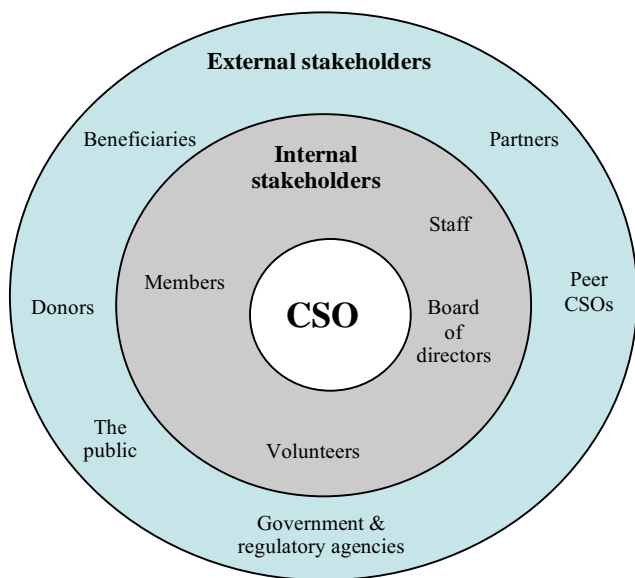 External stakeholders
Beneficiaries
Partners
Internal
stakeholders
Staff
Members
Peer
CSOs
Donors
CSO
Board
of
directors
The
public
Volunteers
Government &
regulatory agencies